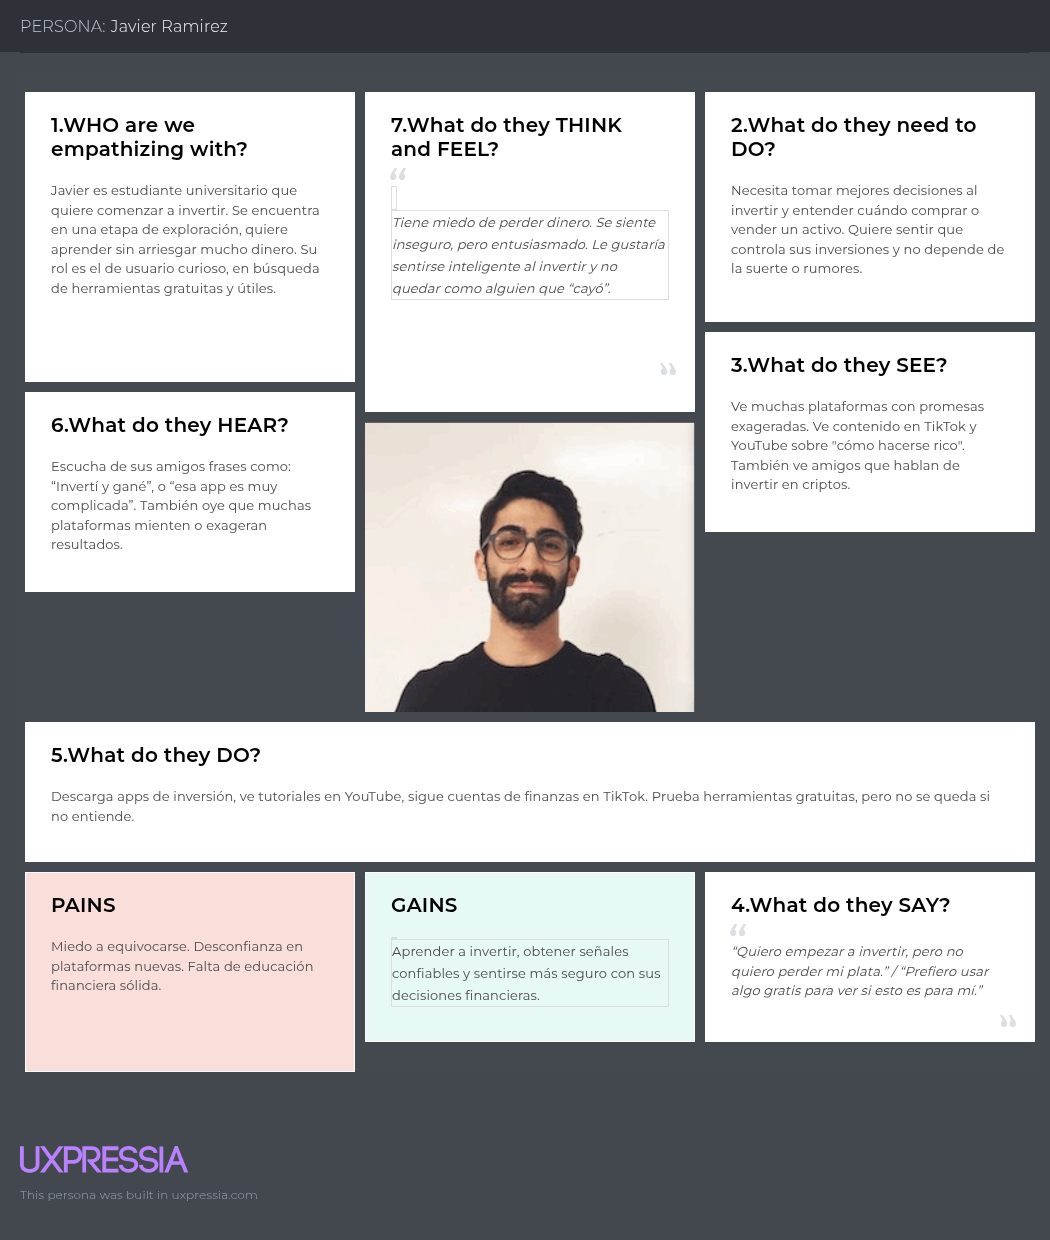 PERSONA: Javier Ramirez
1.WHO are we
empathizing with?
Javier es estudiante universitario que
quiere comenzar a invertir. Se encuentra
en una etapa de exploración, quiere
aprender sin arriesgar mucho dinero. Su
rol es el de usuario curioso, en búsqueda
de herramientas gratuitas y útiles.
7.What do they THINK
and FEEL?
“
Tiene miedo de perder dinero. Se siente
inseguro, pero entusiasmado. Le gustaría
sentirse inteligente al invertir y no
quedar como alguien que “cayó”.
”
2.What do they need to
DO?
Necesita tomar mejores decisiones al
invertir y entender cuándo comprar o
vender un activo. Quiere sentir que
controla sus inversiones y no depende de
la suerte o rumores.
3.What do they SEE?
Ve muchas plataformas con promesas
exageradas. Ve contenido en TikTok y
YouTube sobre "cómo hacerse rico".
También ve amigos que hablan de
invertir en criptos.
6.What do they HEAR?
Escucha de sus amigos frases como:
“Invertí y gané”, o “esa app es muy
complicada”. También oye que muchas
plataformas mienten o exageran
resultados.
5.What do they DO?
Descarga apps de inversión, ve tutoriales en YouTube, sigue cuentas de finanzas en TikTok. Prueba herramientas gratuitas, pero no se queda si
no entiende.
PAINS
Miedo a equivocarse. Desconfianza en
plataformas nuevas. Falta de educación
financiera sólida.
GAINS
Aprender a invertir, obtener señales
confiables y sentirse más seguro con sus
decisiones financieras.
4.What do they SAY?
“
“Quiero empezar a invertir, pero no
quiero perder mi plata.” / “Prefiero usar
algo gratis para ver si esto es para mí.”
”
UXPRESSIA
This persona was built in uxpressia.com